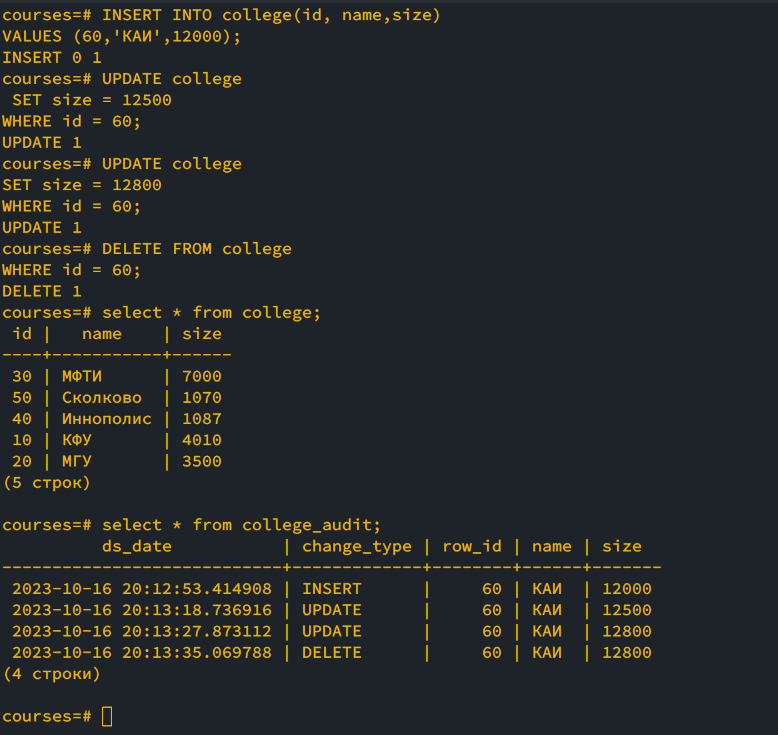 courses=# INSERT INTO college(id, name,size)
VALUES (60,'КАИ',12000);
INSERT 0 1
courses=# UPDATE college
 SET size = 12500
WHERE id = 60;
UPDATE 1
courses=# UPDATE college
SET size = 12800
WHERE id = 60;
UPDATE 1
courses=# DELETE FROM college
WHERE id = 60;
DELETE 1
courses=# select * from college;
 id |   name    | size
----+-----------+------
 30 | МФТИ      | 7000
 50 | Сколково  | 1070
 40 | Иннополис | 1087
 10 | КФУ       | 4010
 20 | МГУ       | 3500
(5 строк)

courses=# select * from college_audit;
          ds_date           | change_type | row_id | name | size
----------------------------+-------------+--------+------+-------
 2023-10-16 20:12:53.414908 | INSERT      |     60 | КАИ  | 12000
 2023-10-16 20:13:18.736916 | UPDATE      |     60 | КАИ  | 12500
 2023-10-16 20:13:27.873112 | UPDATE      |     60 | КАИ  | 12800
 2023-10-16 20:13:35.069788 | DELETE      |     60 | КАИ  | 12800
(4 строки)

courses=#